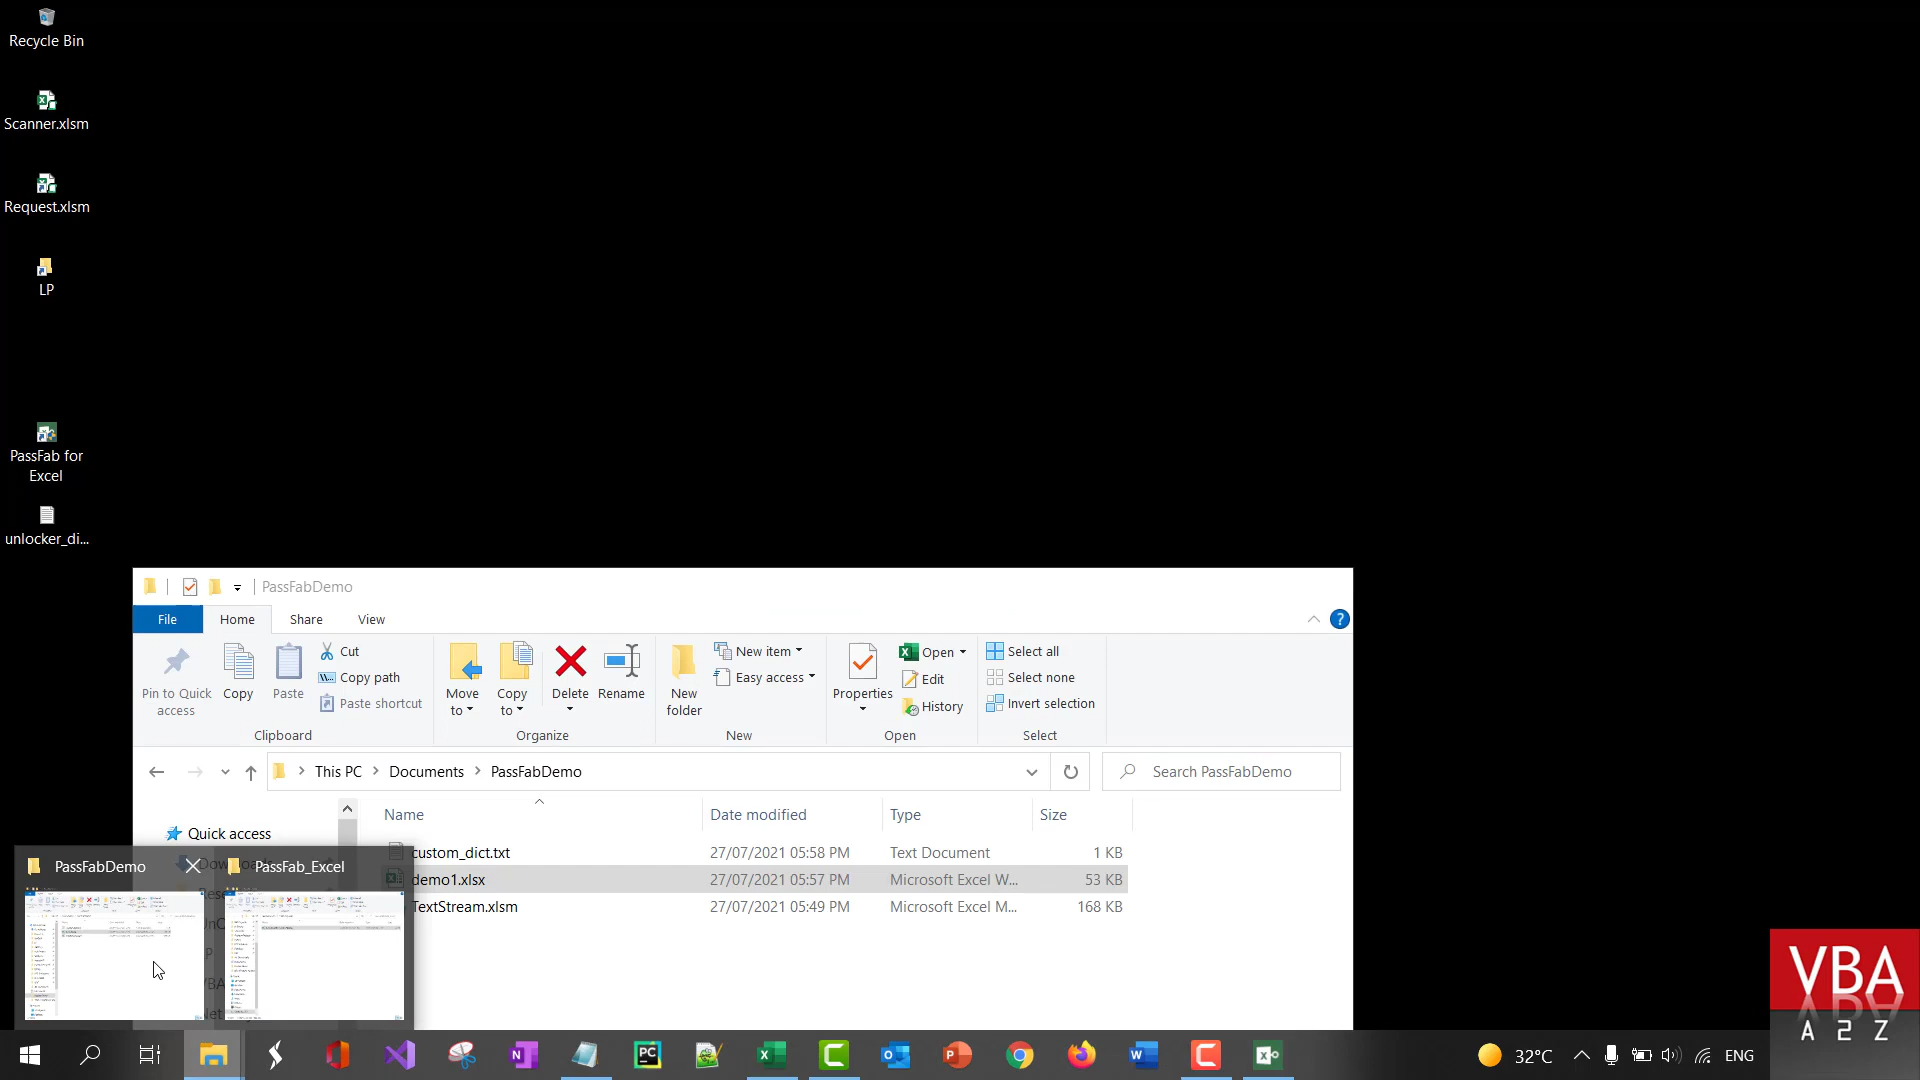 Recycle Bin
Scanner.xlsm
Request.xlsm
LP
PassFab for
Excel
unlocker_di...
PassFabDemo
File Home Share View
Pin to Quick
access
Copy
Paste
Cut
Copy path
Paste shortcut
Clipboard
Move
to
Copy
to
Delete
Rename
Organize
New
folder
New item
Easy access
New
Properties
Open
Edit
History
Open
Select all
Select none
Invert selection
Select
This PC > Documents > PassFabDemo
Search PassFabDemo
Name Date modified Type Size
Quick access
custom_dict.txt 27/07/2021 05:58 PM Text Document 1 KB
demo1.xlsx 27/07/2021 05:57 PM Microsoft Excel W... 53 KB
TextStream.xlsm 27/07/2021 05:49 PM Microsoft Excel M... 168 KB
PassFabDemo
PassFab_Excel
VBA
A 2 Z
32°C
ENG